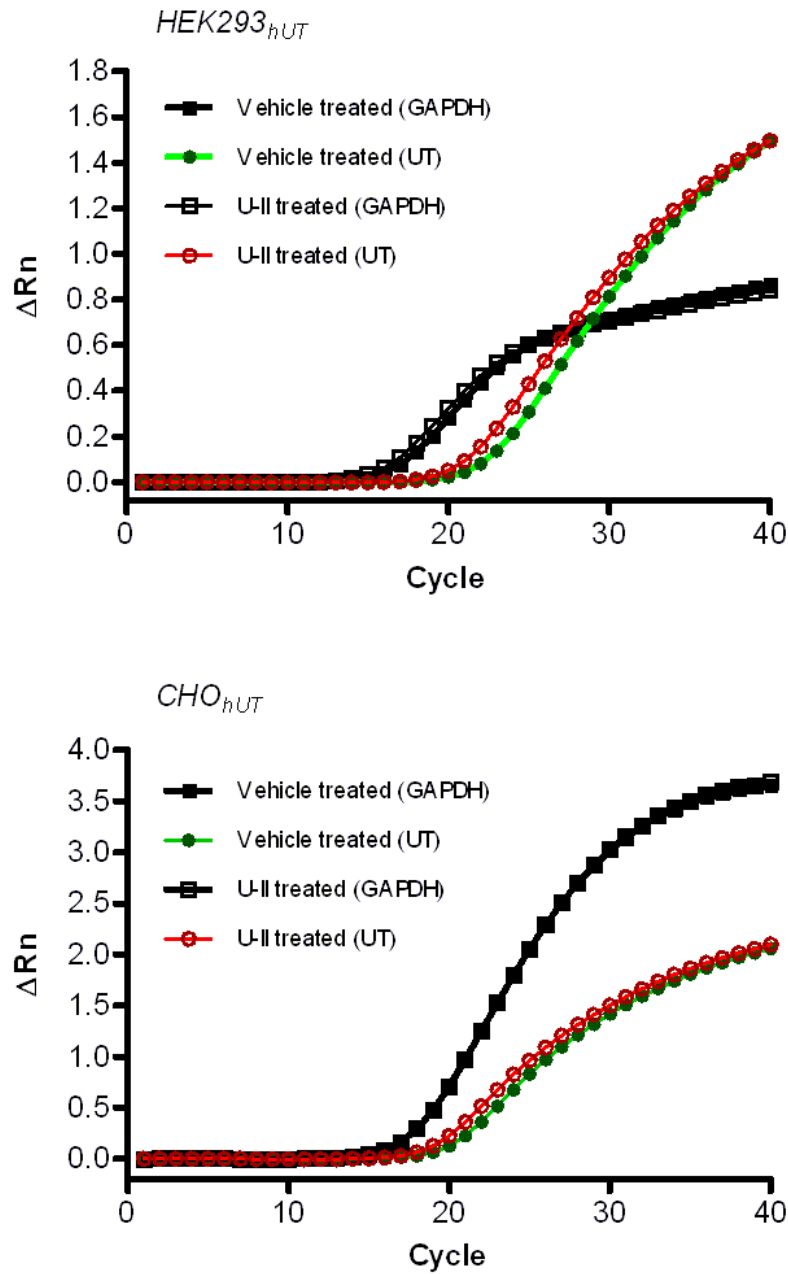 HEK293hUT
1.8
1.6
1.4
1.2
1.0
0.8
0.6
0.4
0.2
0.0
ΔRn
Vehicle treated (GAPDH)
Vehicle treated (UT)
U-II treated (GAPDH)
U-II treated (UT)
0 10 20 30 40
Cycle
CHOhUT
4.0
3.5
3.0
2.5
2.0
1.5
1.0
0.5
0.0
ΔRn
Vehicle treated (GAPDH)
Vehicle treated (UT)
U-II treated (GAPDH)
U-II treated (UT)
0 10 20 30 40
Cycle